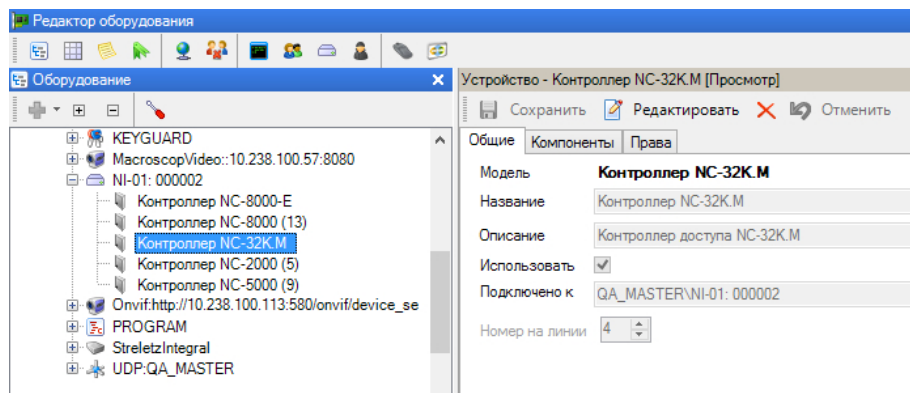 Редактор оборудования
Оборудование
Устройство - Контроллер NC-32K.M [Просмотр]
Сохранить Редактировать Отменить
KEYGUARD
MacroscopVideo::10.238.100.57:8080
NI-01: 000002
Контроллер NC-8000-E
Контроллер NC-8000 (13)
Контроллер NC-32K.M
Контроллер NC-2000 (5)
Контроллер NC-5000 (9)
Onvif:http://10.238.100.113:580/onvif/device_se
PROGRAM
StreletzIntegral
UDP:QA_MASTER
Общие Компоненты Права
Модель Контроллер NC-32K.M
Название Контроллер NC-32K.M
Описание Контроллер доступа NC-32K.M
Использовать
Подключено к QA_MASTER\NI-01: 000002
Номер на линии 4